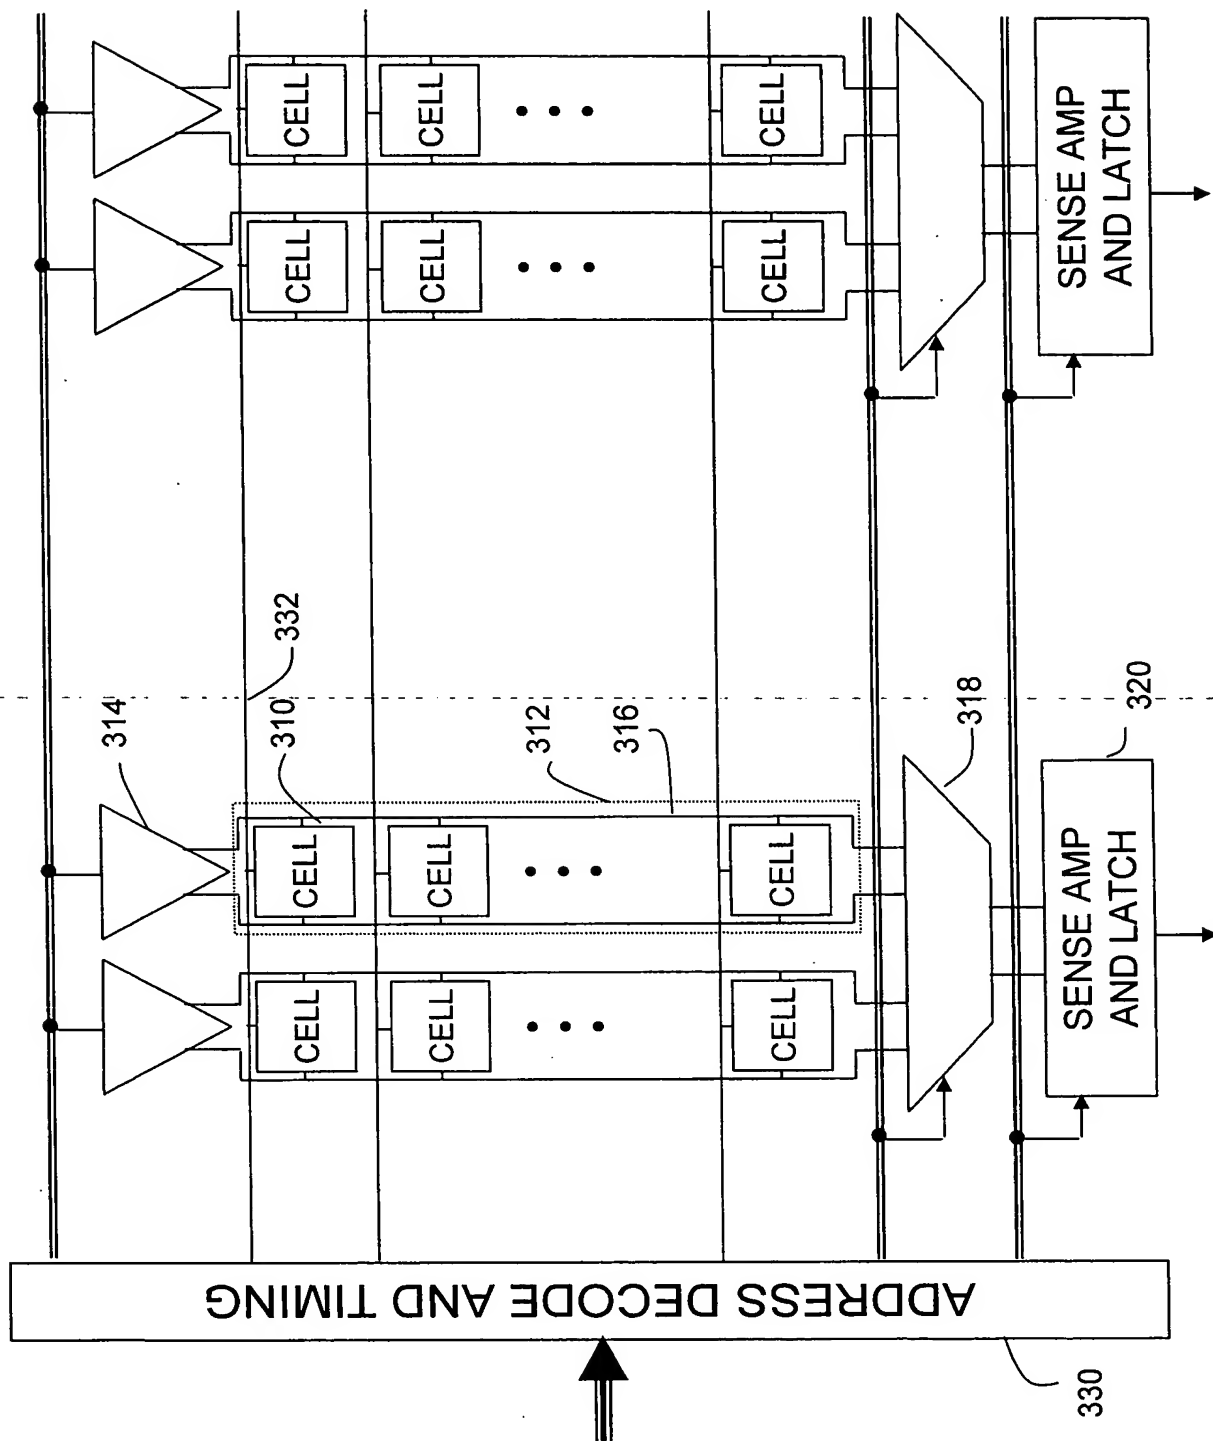 314
332
310
CELL
CELL
CELL
CELL
CELL
CELL
CELL
CELL
312
316
CELL
CELL
CELL
CELL
318
320
SENSE AMP
AND LATCH
SENSE AMP
AND LATCH
ADDRESS DECODE AND TIMING
330